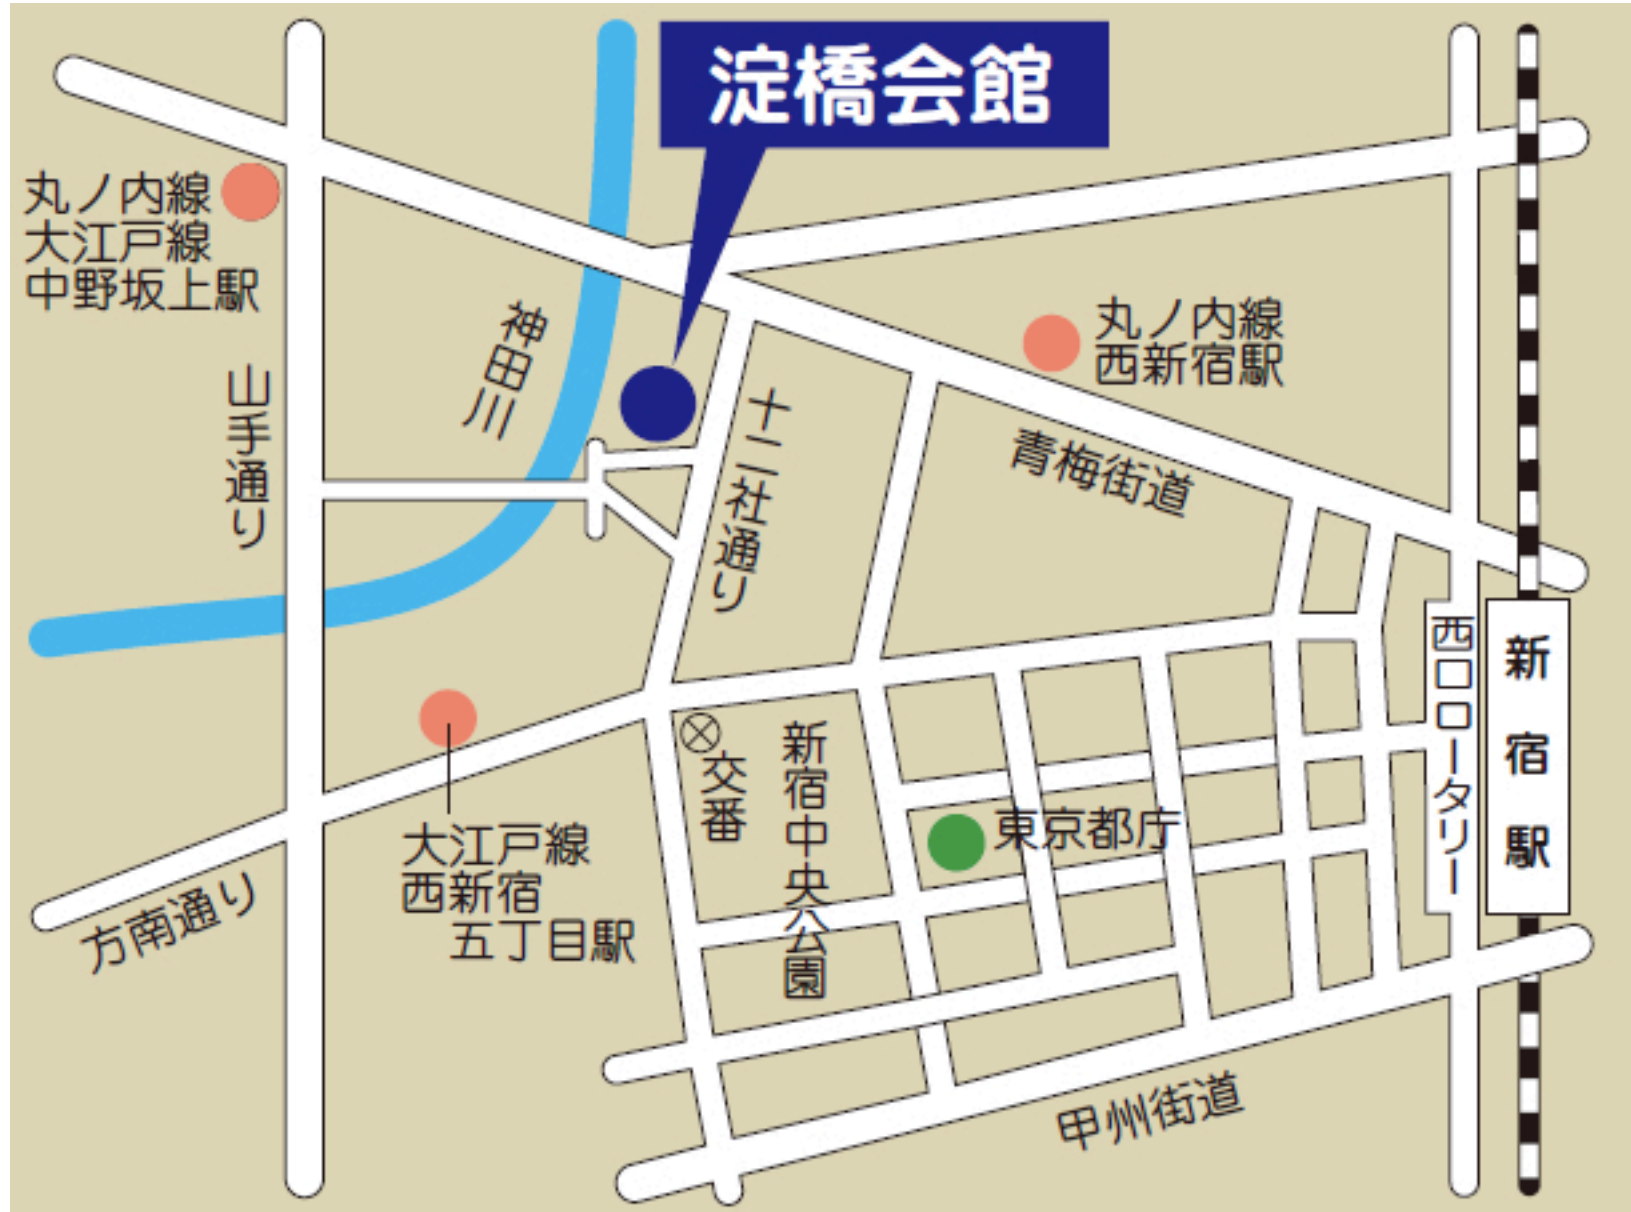 淀橋会館
丸ノ内線
大江戸線
中野坂上駅
神田川
丸ノ内線
西新宿駅
山手通り
十二社通り
青梅街道
西口ロータリー
新宿駅
交番
新宿中央公園
東京都庁
大江戸線
西新宿
五丁目駅
方南通り
甲州街道